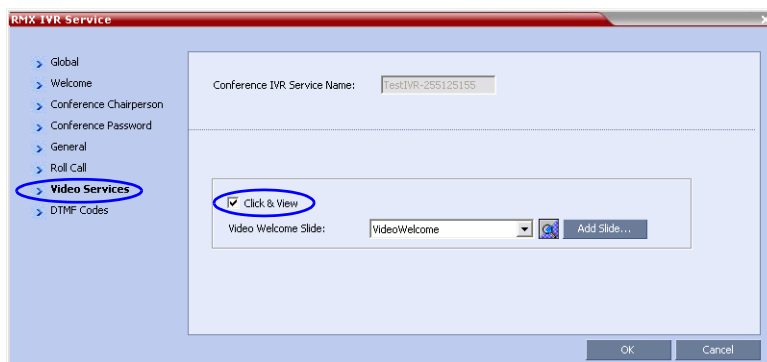 RMX IVR Service
Global
Welcome
Conference Chairperson
Conference Password
General
Roll Call
Video Services
DTMF Codes
Conference IVR Service Name: TestIVR-255125155
Click & View
Video Welcome Slide: VideoWelcome Add Slide...
OK Cancel